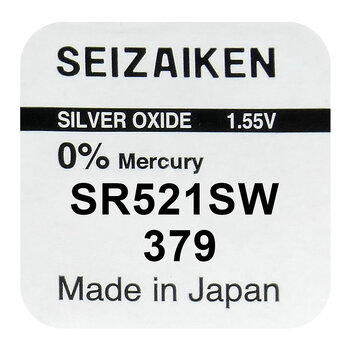 SEIZAIKEN
SILVER OXIDE 1.55V
0% Mercury
SR521SW
379
Made in Japan